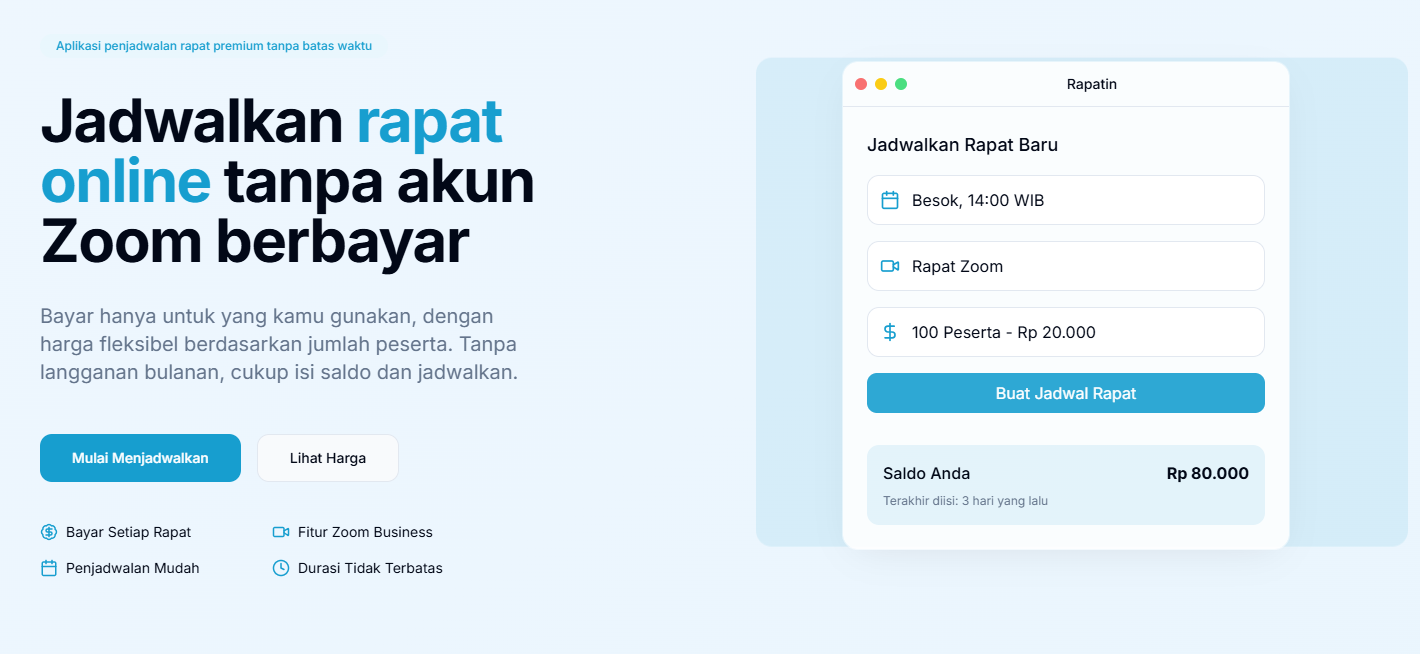 Aplikasi penjadwalan rapat premium tanpa batas waktu
Jadwalkan rapat
online tanpa akun
Zoom berbayar
Bayar hanya untuk yang kamu gunakan, dengan
harga fleksibel berdasarkan jumlah peserta. Tanpa
langganan bulanan, cukup isi saldo dan jadwalkan.
Mulai Menjadwalkan
Lihat Harga
Bayar Setiap Rapat
Fitur Zoom Business
Penjadwalan Mudah
Durasi Tidak Terbatas
Rapatin
Jadwalkan Rapat Baru
Besok, 14:00 WIB
Rapat Zoom
100 Peserta - Rp 20.000
Buat Jadwal Rapat
Saldo Anda
Rp 80.000
Terakhir diisi: 3 hari yang lalu